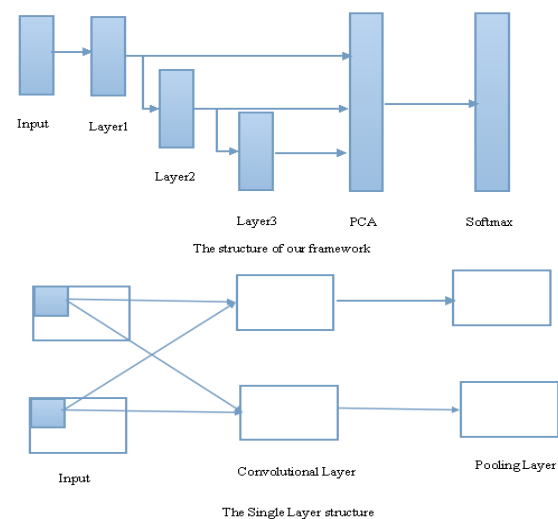 Input
Layer1
Layer2
Layer3
PCA
Softmax
The structure of our framework
Input
Convolutional Layer
Pooling Layer
The Single Layer structure